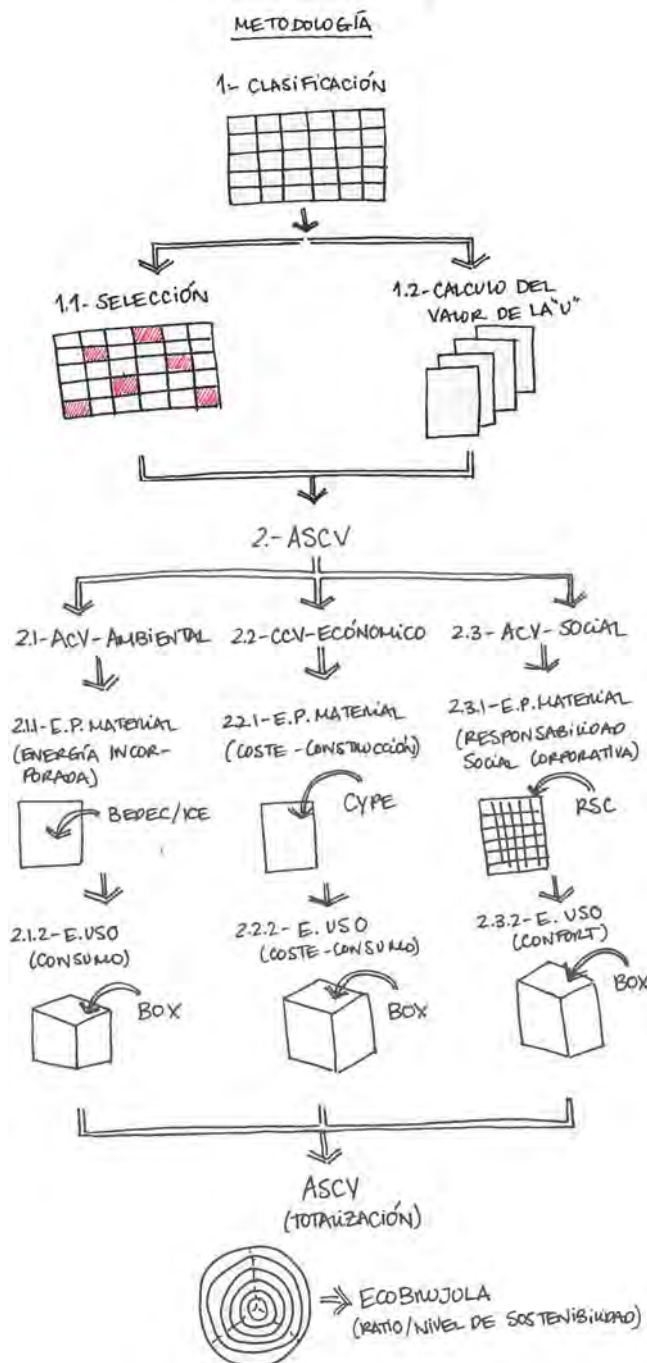 METODOLOGÍA
1- CLASIFICACIÓN
1.1- SELECCIÓN
1.2- CALCULO DEL
VALOR DE LA "U"
2.- ASCV
2.1- ACV-AMBIENTAL
2.2- CCV-ECÓNOMICO
2.3- ACV-SOCIAL
2.1.1- E.P. MATERIAL
(ENERGÍA INCOR-
PORADA)
BEDEC/ICE
2.2.1- E.P. MATERIAL
(COSTE-CONSTRUCCIÓN)
CYPE
2.3.1- E.P. MATERIAL
(RESPONSABILIDAD
SOCIAL CORPORATIVA)
RSC
2.1.2- E. USO
(CONSUMO)
BOX
2.2.2- E. USO
(COSTE-CONSUMO)
BOX
2.3.2- E. USO
(CONFORT)
BOX
ASCV
(TOTALIZACIÓN)
ECOBRUJOLA
(RATIO/NIVEL DE SOSTENIBILIDAD)